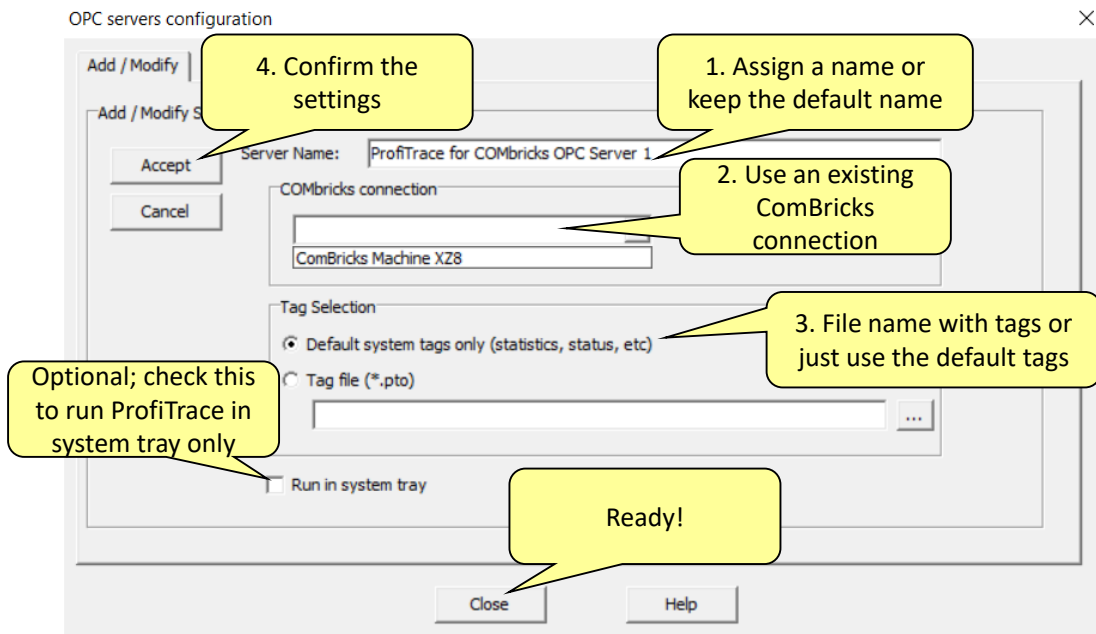 OPC servers configuration
Add / Modify
4. Confirm the
settings
1. Assign a name or
keep the default name
Add / Modify S
Accept
Server Name:
ProfiTrace for COMbricks OPC Server 1
Cancel
COMbricks connection
2. Use an existing
ComBricks
connection
ComBricks Machine XZ8
Tag Selection
Default system tags only (statistics, status, etc)
3. File name with tags or
just use the default tags
Tag file (*.pto)
...
Optional; check this
to run ProfiTrace in
system tray only
Run in system tray
Ready!
Close
Help